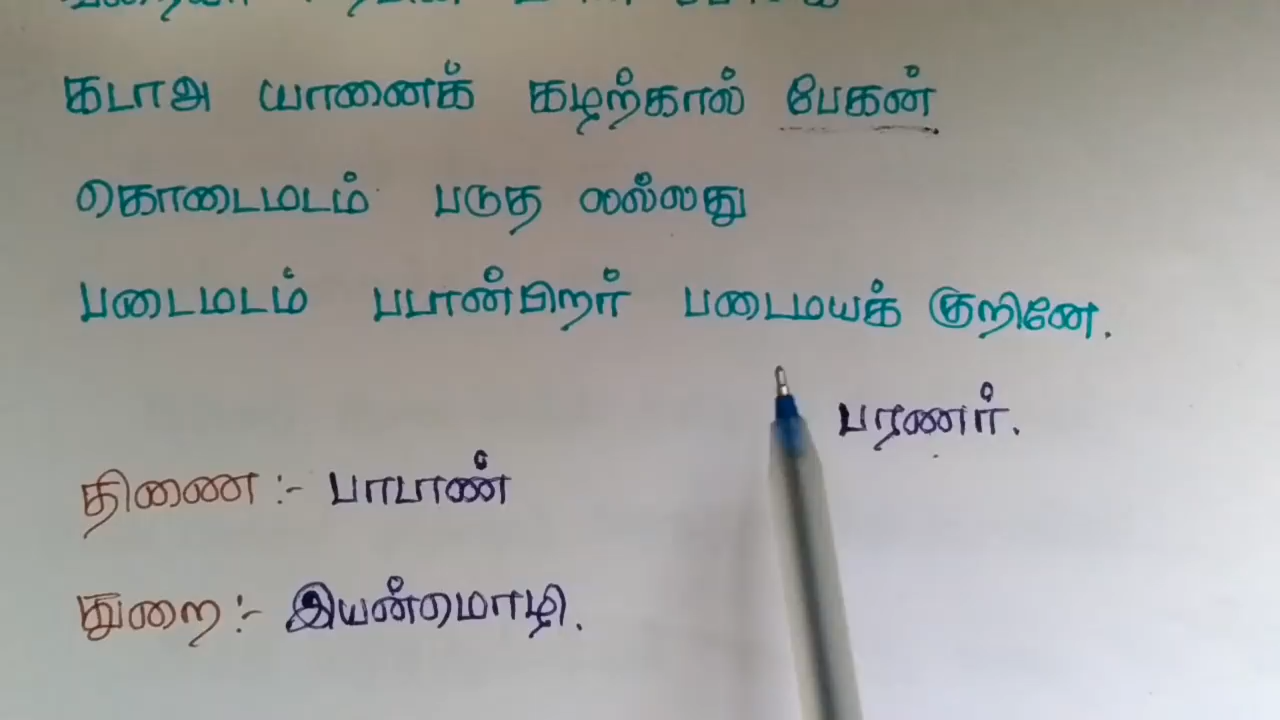 கடாஅ யானைக் கழற்கால் பேகன்
கொடைமடம் படுத லல்லது
படைமடம் படான்பிறர் படைமயக் குறினே.
பரணர்.
திணை :- பாடாண்
துறை :- இயன்மொழி.